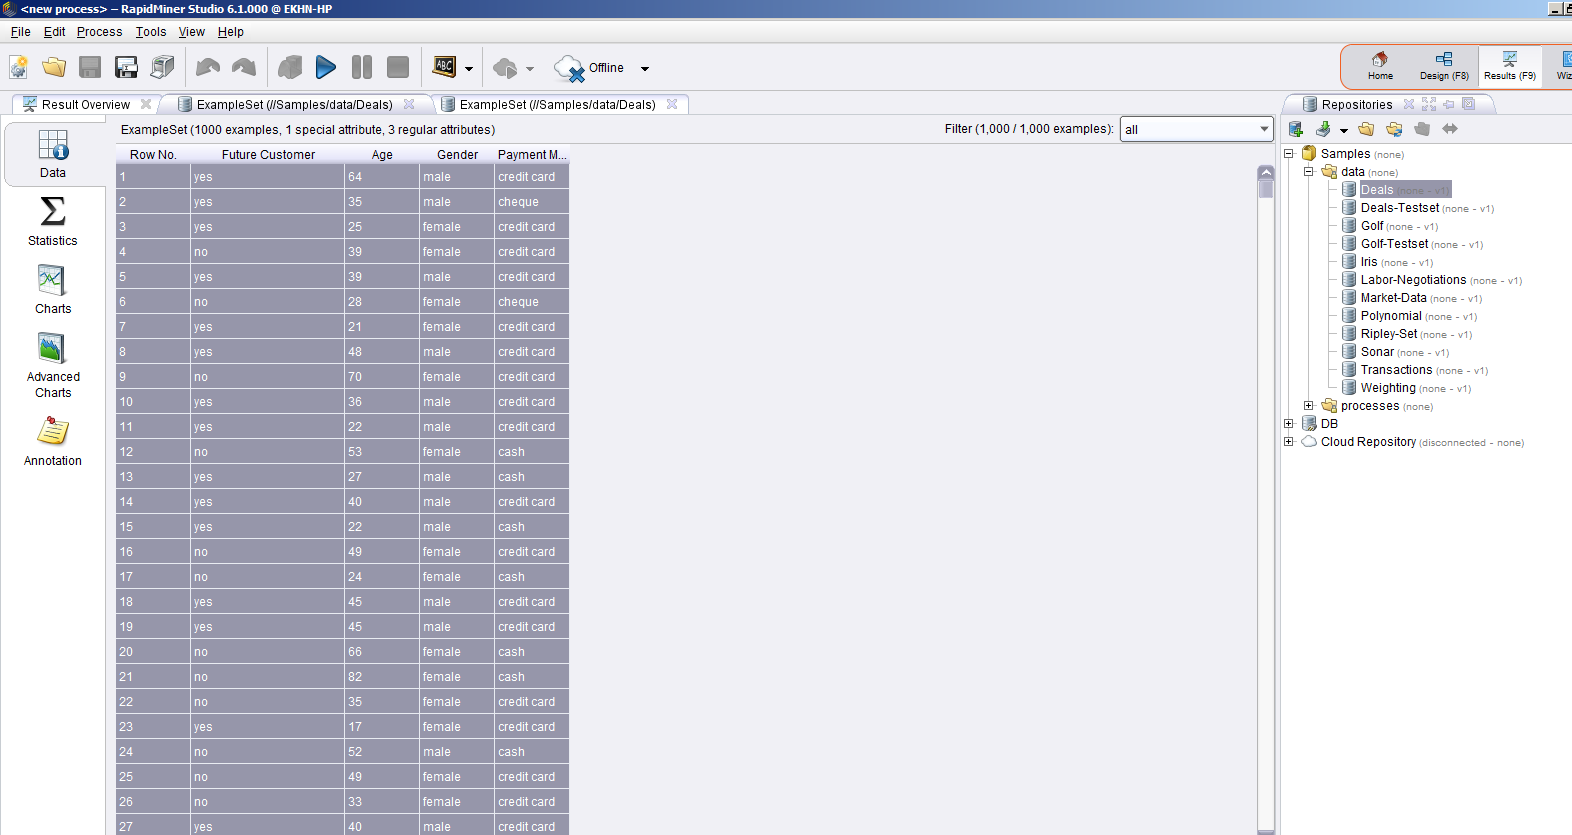 <new process> – RapidMiner Studio 6.1.000 @ EKHN-HP
File Edit Process Tools View Help
ABC Offline Home Design (F8) Results (F9)
Result Overview ExampleSet (//Samples/data/Deals) ExampleSet (//Samples/data/Deals) Repositories
ExampleSet (1000 examples, 1 special attribute, 3 regular attributes) Filter (1,000 / 1,000 examples): all
Data
Statistics
Charts
Advanced
Charts
Annotation
Row No. Future Customer Age Gender Payment M...
1 yes 64 male credit card
2 yes 35 male cheque
3 yes 25 female credit card
4 no 39 female credit card
5 yes 39 male credit card
6 no 28 female cheque
7 yes 21 female credit card
8 yes 48 male credit card
9 no 70 female credit card
10 yes 36 male credit card
11 yes 22 male credit card
12 no 53 female cash
13 yes 27 male cash
14 yes 40 male credit card
15 yes 22 male cash
16 no 49 female credit card
17 no 24 female cash
18 yes 45 male credit card
19 yes 45 male credit card
20 no 66 female cash
21 no 82 female cash
22 no 35 female credit card
23 yes 17 female credit card
24 no 52 male cash
25 no 49 female credit card
26 no 33 female credit card
27 yes 40 male credit card
Samples (none)
data (none)
Deals (none - v1)
Deals-Testset (none - v1)
Golf (none - v1)
Golf-Testset (none - v1)
Iris (none - v1)
Labor-Negotiations (none - v1)
Market-Data (none - v1)
Polynomial (none - v1)
Ripley-Set (none - v1)
Sonar (none - v1)
Transactions (none - v1)
Weighting (none - v1)
processes (none)
DB
Cloud Repository (disconnected - none)